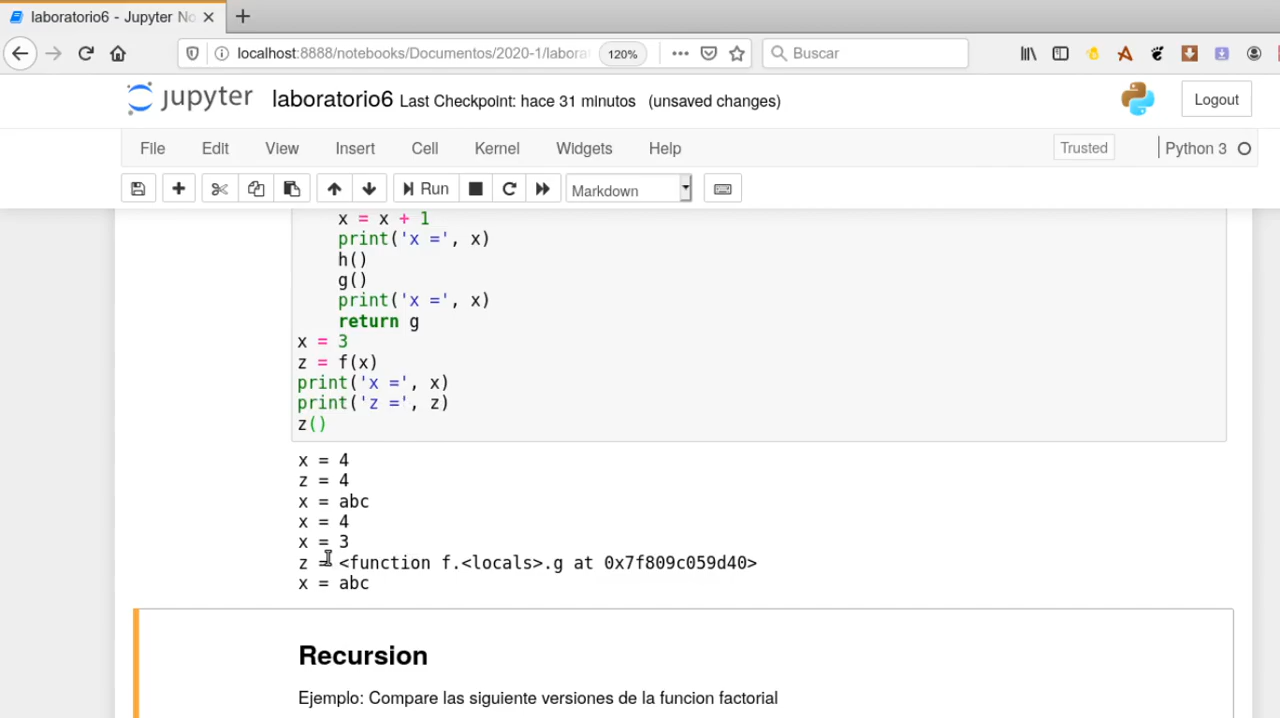 laboratorio6 - Jupyter No
localhost:8888/notebooks/Documentos/2020-1/labora
120%
Buscar
jupyter
laboratorio6 Last Checkpoint: hace 31 minutos (unsaved changes)
Logout
File Edit View Insert Cell Kernel Widgets Help
Trusted
Python 3
Run
Markdown
x = x + 1
print('x =', x)
h()
g()
print('x =', x)
return g
x = 3
z = f(x)
print('x =', x)
print('z =', z)
z()
x = 4
z = 4
x = abc
x = 4
x = 3
z = <function f.<locals>.g at 0x7f809c059d40>
x = abc
Recursion
Ejemplo: Compare las siguiente versiones de la funcion factorial